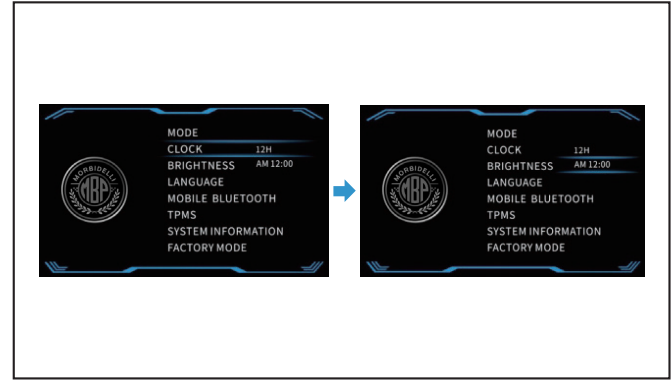 MORBIDELLI
MBP
MODE
CLOCK 12H
BRIGHTNESS AM 12:00
LANGUAGE
MOBILE BLUETOOTH
TPMS
SYSTEM INFORMATION
FACTORY MODE
MORBIDELLI
MBP
MODE
CLOCK 12H
BRIGHTNESS AM 12:00
LANGUAGE
MOBILE BLUETOOTH
TPMS
SYSTEM INFORMATION
FACTORY MODE